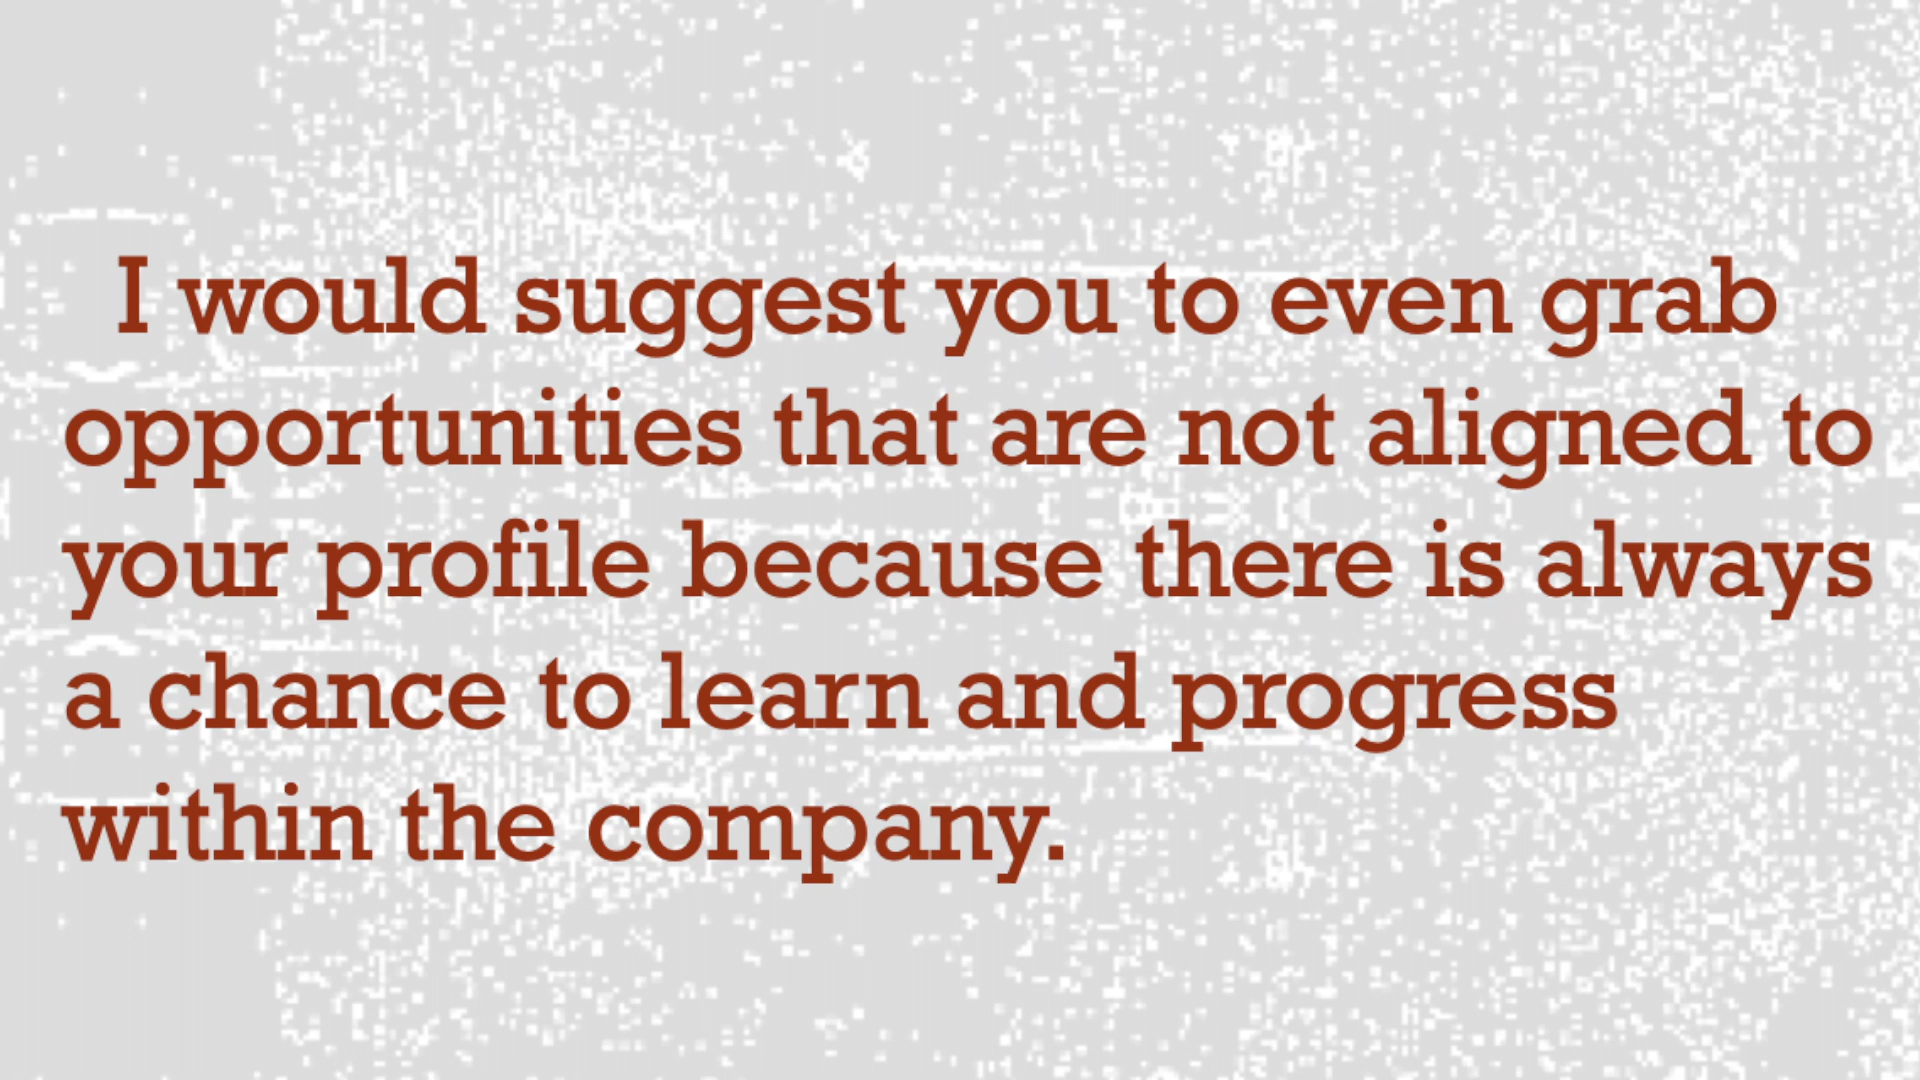 I would suggest you to even grab
opportunities that are not aligned to
your profile because there is always
a chance to learn and progress
within the company.